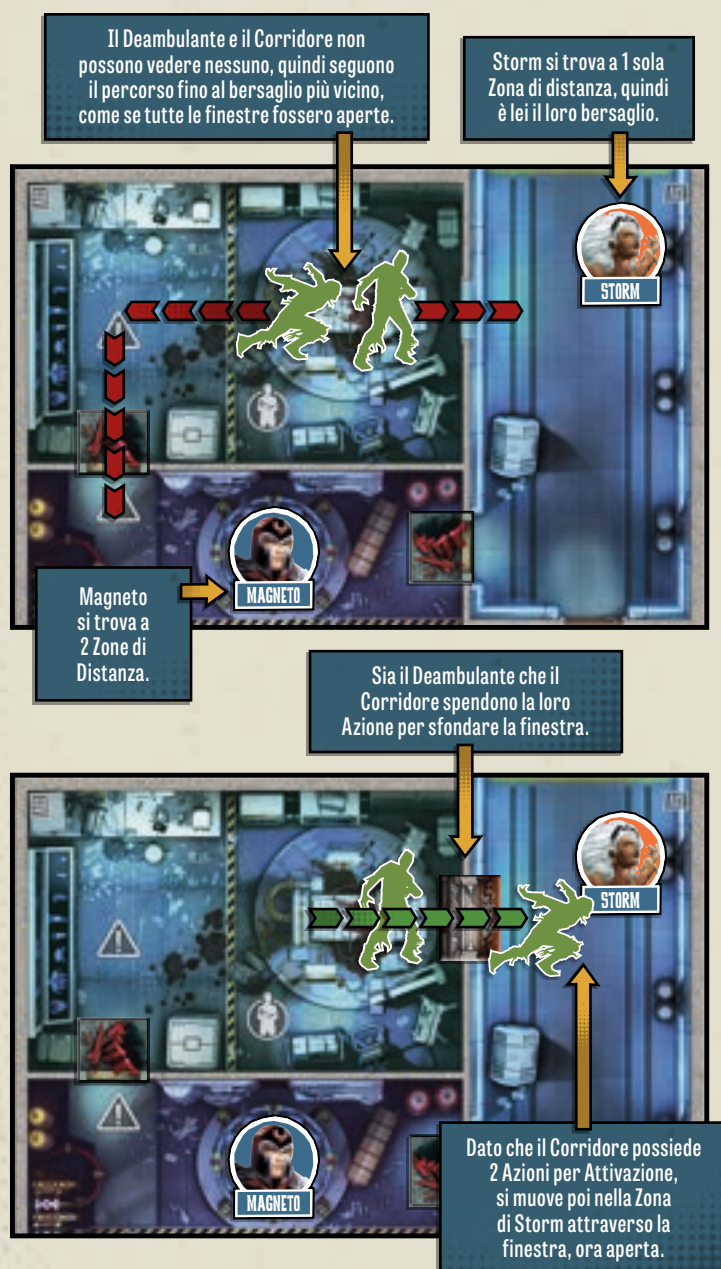 Il Deambulante e il Corridore non
possono vedere nessuno, quindi seguono
il percorso fino al bersaglio più vicino,
come se tutte le finestre fossero aperte.
Storm si trova a 1 sola
Zona di distanza, quindi
è lei il loro bersaglio.
STORM
MAGNETO
Magneto
si trova a
2 Zone di
Distanza.
Sia il Deambulante che il
Corridore spendono la loro
Azione per sfondare la finestra.
STORM
MAGNETO
Dato che il Corridore possiede
2 Azioni per Attivazione,
si muove poi nella Zona
di Storm attraverso la
finestra, ora aperta.